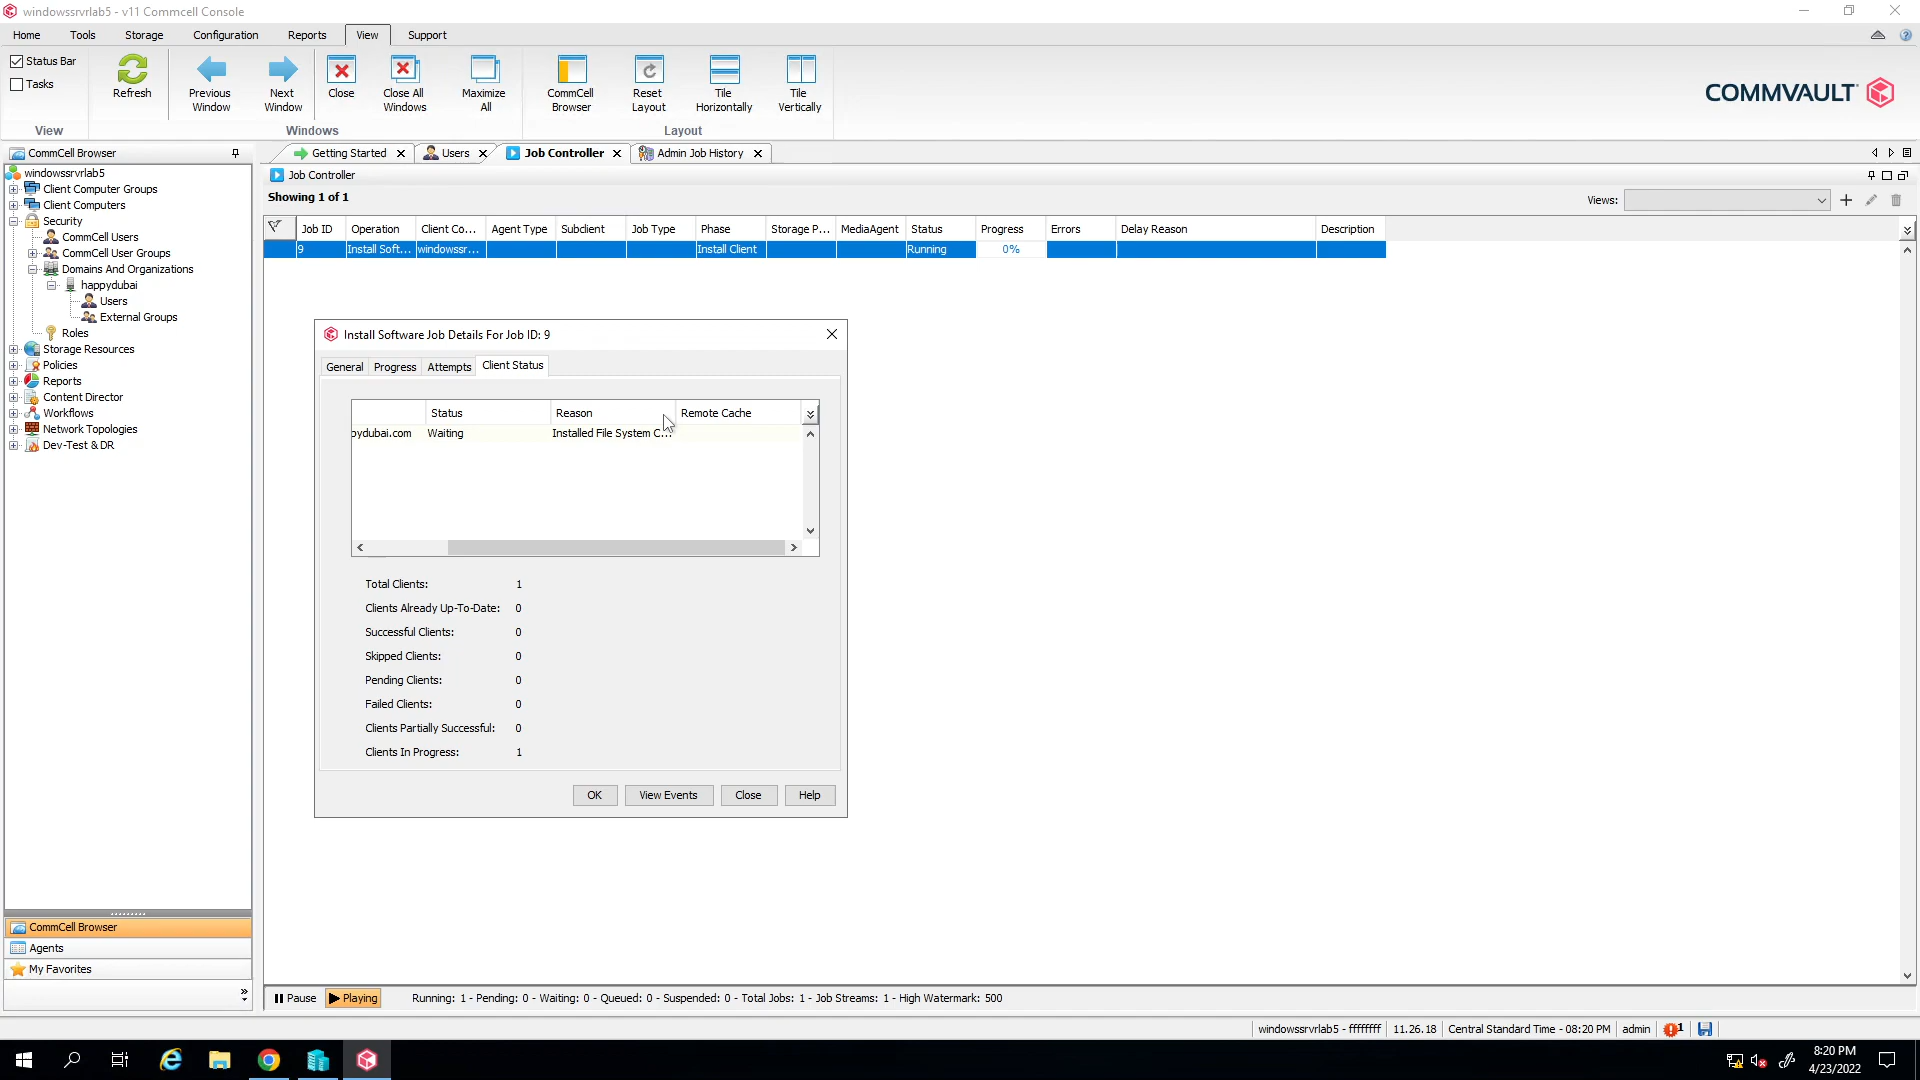 windowssrvrlab5 - v11 Commcell Console
Home Tools Storage Configuration Reports View Support
Status Bar
Tasks
Refresh
Previous Window
Next Window
Close
Close All Windows
Maximize All
CommCell Browser
Reset Layout
Tile Horizontally
Tile Vertically
View Windows Layout
COMMVAULT
CommCell Browser
Getting Started Users Job Controller Admin Job History
windowssrvrlab5
Client Computer Groups
Client Computers
Security
CommCell Users
CommCell User Groups
Domains And Organizations
happydubai
Users
External Groups
Roles
Storage Resources
Policies
Reports
Content Director
Workflows
Network Topologies
Dev-Test & DR
CommCell Browser
Agents
My Favorites
Job Controller
Showing 1 of 1
Views:
Job ID Operation Client Co... Agent Type Subclient Job Type Phase Storage P... MediaAgent Status Progress Errors Delay Reason Description
9 Install Soft... windowssr... Install Client Running 0%
Install Software Job Details For Job ID: 9
General Progress Attempts Client Status
Status Reason Remote Cache
pydubai.com Waiting Installed File System C...
Total Clients: 1
Clients Already Up-To-Date: 0
Successful Clients: 0
Skipped Clients: 0
Pending Clients: 0
Failed Clients: 0
Clients Partially Successful: 0
Clients In Progress: 1
OK View Events Close Help
Pause Playing Running: 1 - Pending: 0 - Waiting: 0 - Queued: 0 - Suspended: 0 - Total Jobs: 1 - Job Streams: 1 - High Watermark: 500
windowssrvrlab5 - ffffffff 11.26.18 Central Standard Time - 08:20 PM admin 1
8:20 PM
4/23/2022